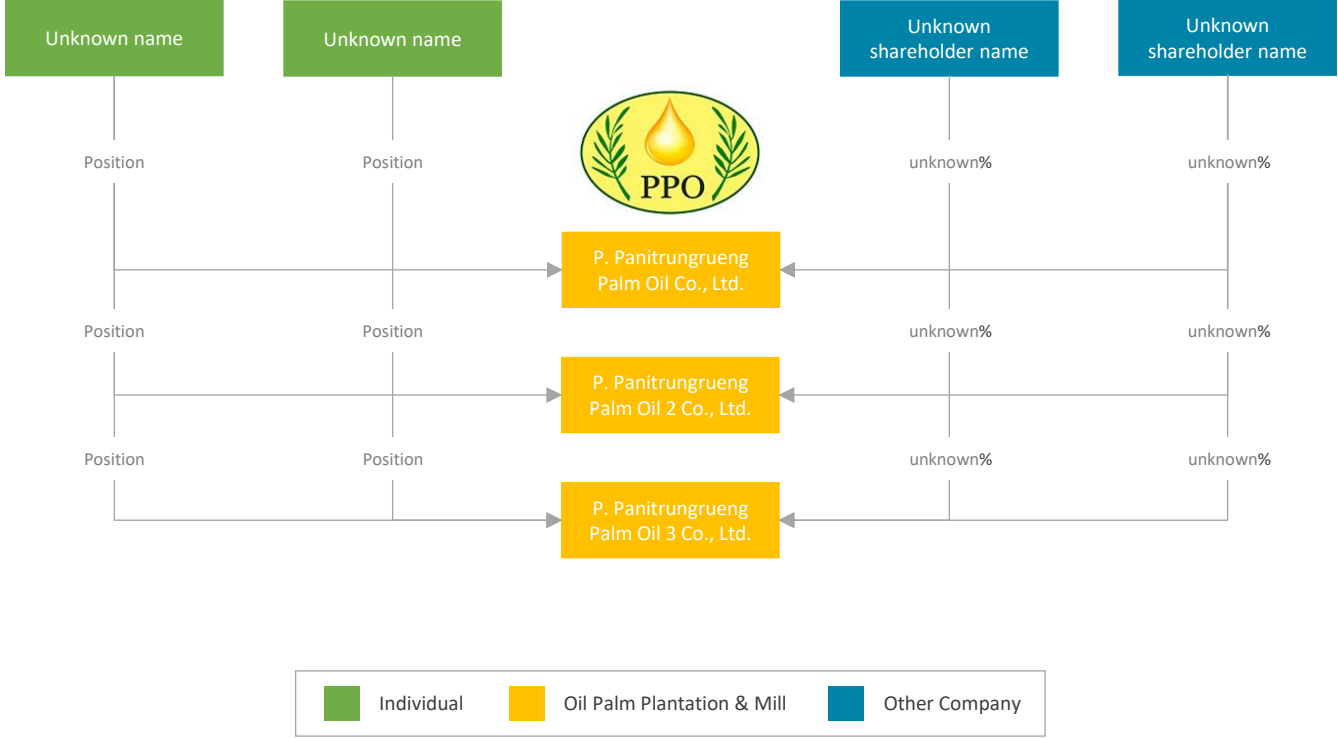 Unknown name
Unknown name
Unknown
shareholder name
Unknown
shareholder name
PPO
Position
Position
unknown%
unknown%
P. Panitrungrueng
Palm Oil Co., Ltd.
Position
Position
unknown%
unknown%
P. Panitrungrueng
Palm Oil 2 Co., Ltd.
Position
Position
unknown%
unknown%
P. Panitrungrueng
Palm Oil 3 Co., Ltd.
Individual
Oil Palm Plantation & Mill
Other Company